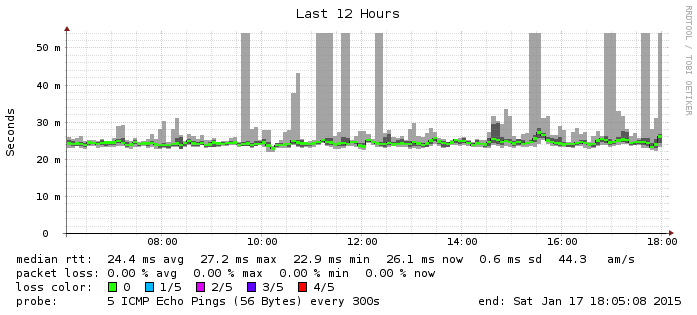 Last 12 Hours
RRDTOOL / TOBI OETIKER
Seconds
50 m
40 m
30 m
20 m
10 m
0
08:00 10:00 12:00 14:00 16:00 18:00
median rtt: 24.4 ms avg 27.2 ms max 22.9 ms min 26.1 ms now 0.6 ms sd 44.3 am/s
packet loss: 0.00 % avg 0.00 % max 0.00 % min 0.00 % now
loss color: 0 1/5 2/5 3/5 4/5
probe: 5 ICMP Echo Pings (56 Bytes) every 300s end: Sat Jan 17 18:05:08 2015